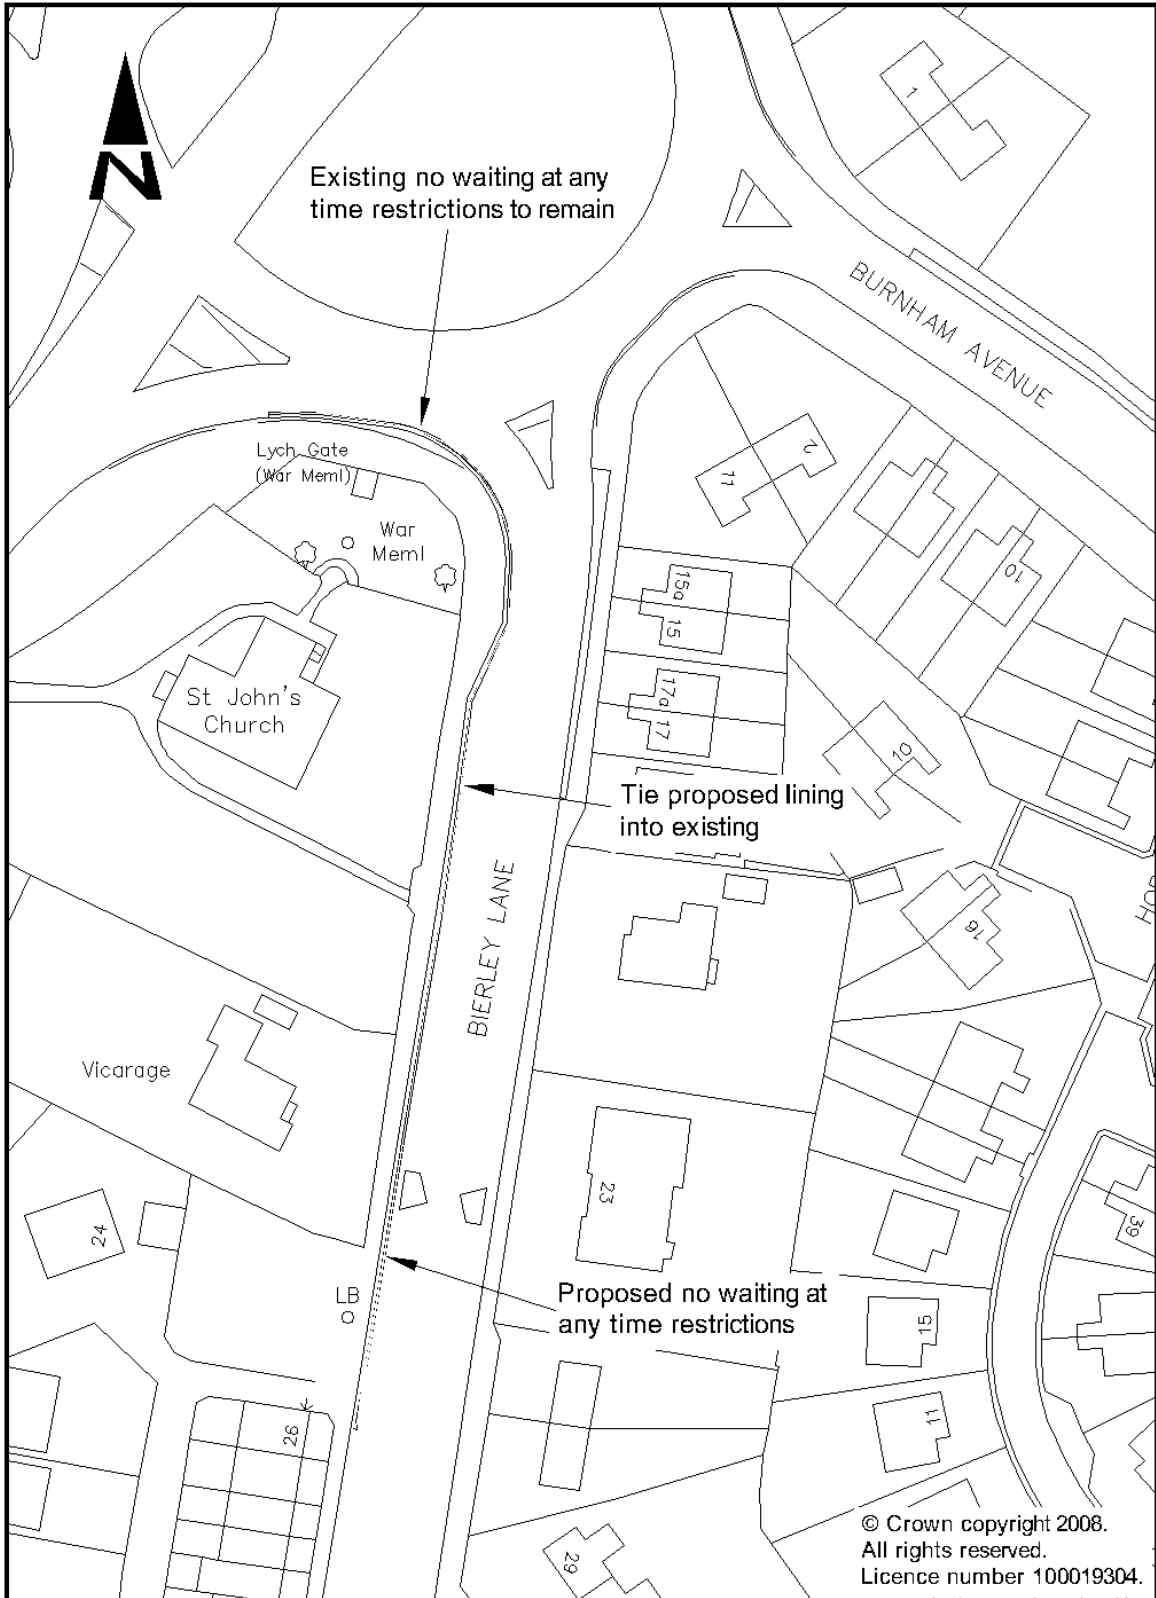 1
N
Existing no waiting at any
time restrictions to remain
BURNHAM AVENUE
Lych Gate
(War Meml)
War
Meml
2
11
10
15a
15
17a
17
St John's
Church
10
Tie proposed lining
into existing
16
BIERLEY LANE
Vicarage
23
24
39
LB
Proposed no waiting at
any time restrictions
15
11
26
29
© Crown copyright 2008.
All rights reserved.
Licence number 100019304.